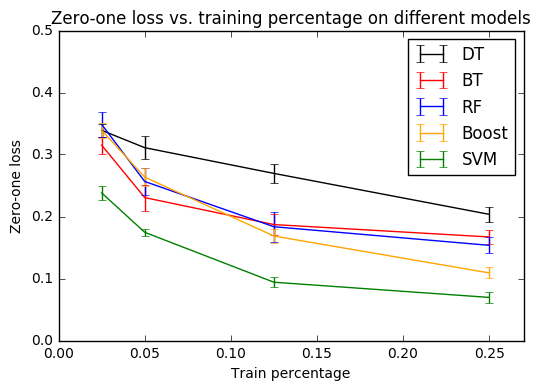 Zero-one loss vs. training percentage on different models
0.5
0.4
0.3
0.2
0.1
0.0
Zero-one loss
DT
BT
RF
Boost
SVM
0.00 0.05 0.10 0.15 0.20 0.25
Train percentage